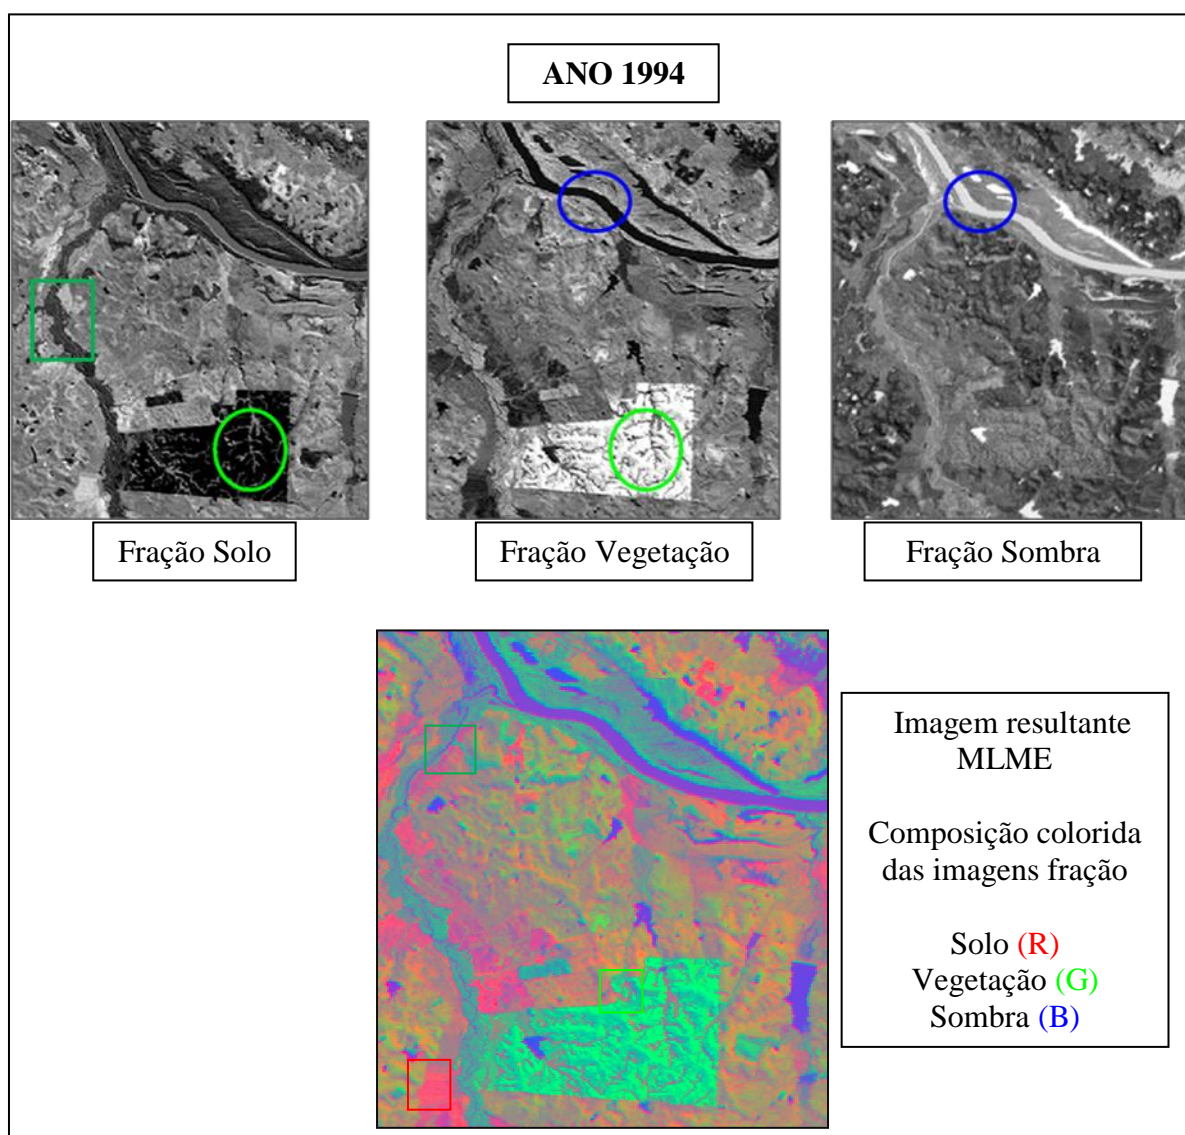 ANO 1994
Fração Solo
Fração Vegetação
Fração Sombra
Imagem resultante
MLME
Composição colorida
das imagens fração
Solo (R)
Vegetação (G)
Sombra (B)